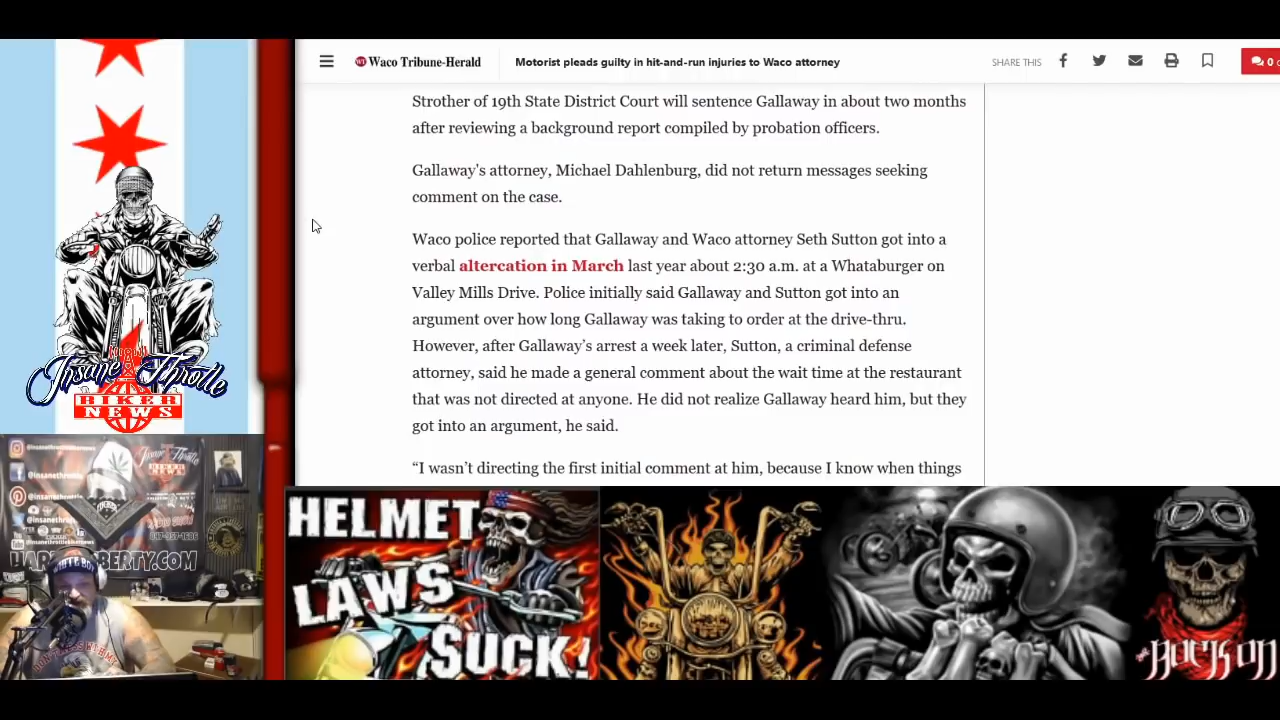 Waco Tribune-Herald
Motorist pleads guilty in hit-and-run injuries to Waco attorney
SHARE THIS
0
Strother of 19th State District Court will sentence Gallaway in about two months
after reviewing a background report compiled by probation officers.
Gallaway's attorney, Michael Dahlenburg, did not return messages seeking
comment on the case.
Waco police reported that Gallaway and Waco attorney Seth Sutton got into a
verbal altercation in March last year about 2:30 a.m. at a Whataburger on
Valley Mills Drive. Police initially said Gallaway and Sutton got into an
argument over how long Gallaway was taking to order at the drive-thru.
However, after Gallaway's arrest a week later, Sutton, a criminal defense
attorney, said he made a general comment about the wait time at the restaurant
that was not directed at anyone. He did not realize Gallaway heard him, but they
got into an argument, he said.
“I wasn't directing the first initial comment at him, because I know when things
Insane Throttle
BIKER
NEWS
@insanethrottlebikernews
HELMET
LAWS
SUCK!
ROCK'S ON